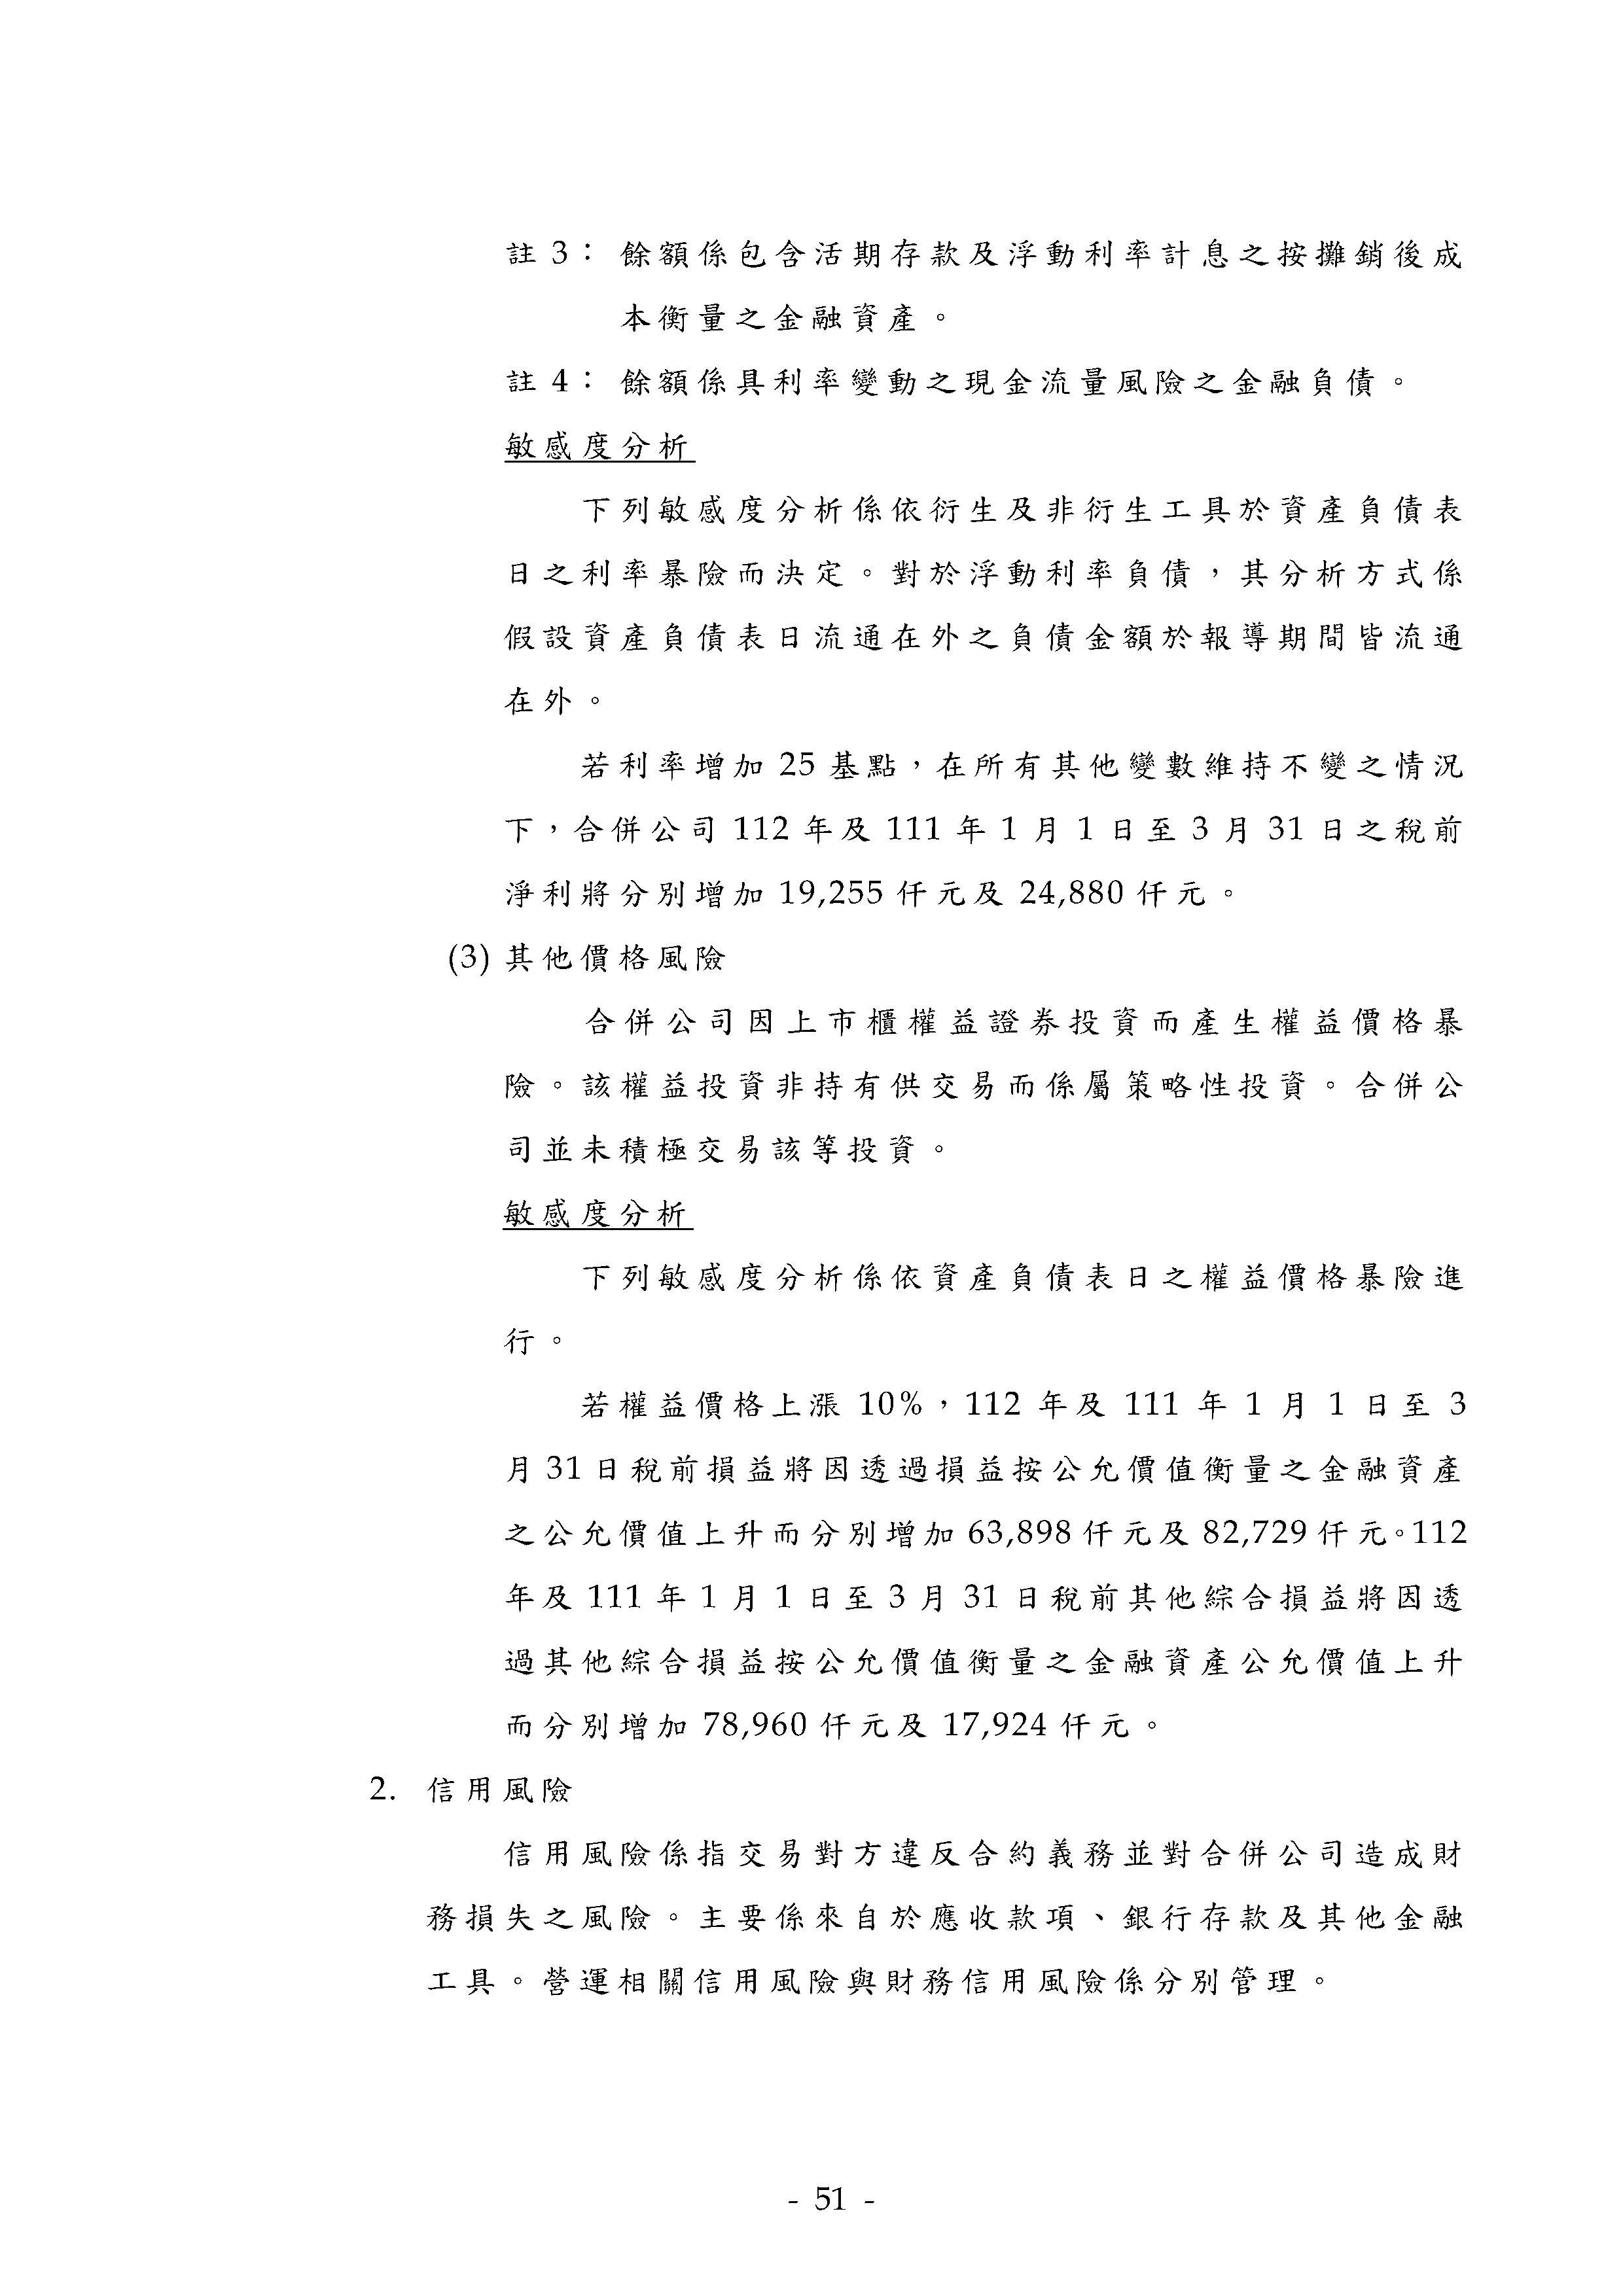 註 3： 餘額係包含活期存款及浮動利率計息之按攤銷後成
本衡量之金融資產。
註 4： 餘額係具利率變動之現金流量風險之金融負債。
敏感度分析
下列敏感度分析係依衍生及非衍生工具於資產負債表
日之利率暴險而決定。對於浮動利率負債，其分析方式係
假設資產負債表日流通在外之負債金額於報導期間皆流通
在外。
若利率增加 25 基點，在所有其他變數維持不變之情況
下，合併公司 112 年及 111 年 1 月 1 日至 3 月 31 日之稅前
淨利將分別增加 19,255 仟元及 24,880 仟元。
(3) 其他價格風險
合併公司因上市櫃權益證券投資而產生權益價格暴
險。該權益投資非持有供交易而係屬策略性投資。合併公
司並未積極交易該等投資。
敏感度分析
下列敏感度分析係依資產負債表日之權益價格暴險進
行。
若權益價格上漲 10%，112 年及 111 年 1 月 1 日至 3
月 31 日稅前損益將因透過損益按公允價值衡量之金融資產
之公允價值上升而分別增加 63,898 仟元及 82,729 仟元。112
年及 111 年 1 月 1 日至 3 月 31 日稅前其他綜合損益將因透
過其他綜合損益按公允價值衡量之金融資產公允價值上升
而分別增加 78,960 仟元及 17,924 仟元。
2. 信用風險
信用風險係指交易對方違反合約義務並對合併公司造成財
務損失之風險。主要係來自於應收款項、銀行存款及其他金融
工具。營運相關信用風險與財務信用風險係分別管理。
- 51 -